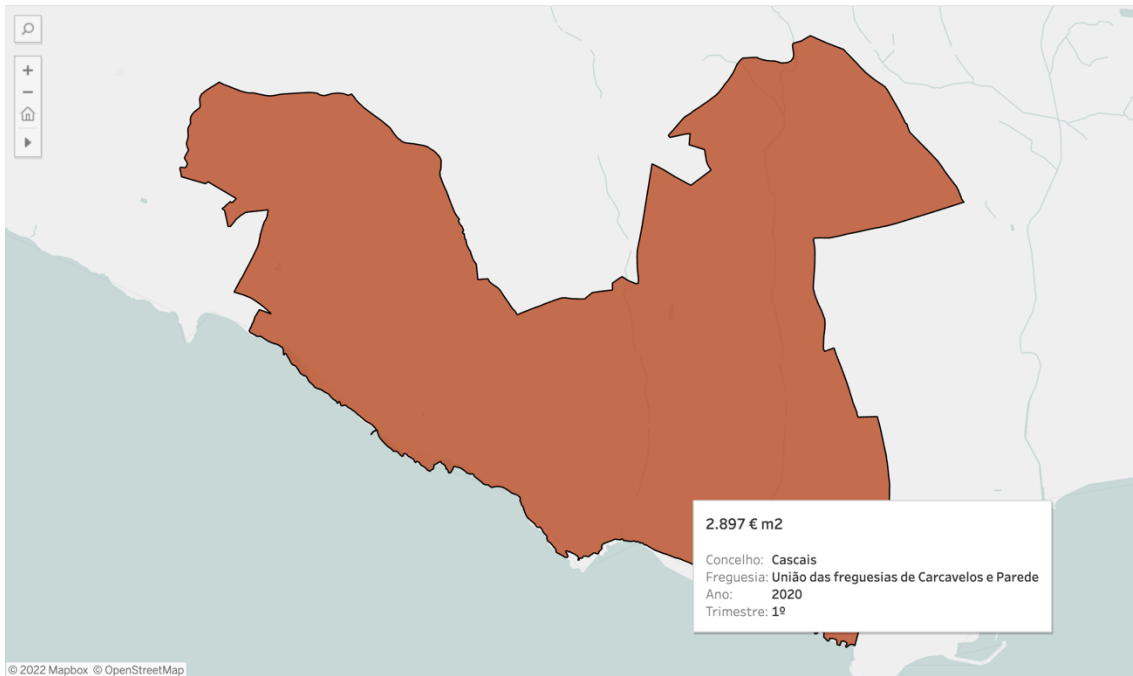 2.897 € m2
Concelho: Cascais
Freguesia: União das freguesias de Carcavelos e Parede
Ano: 2020
Trimestre: 1º
© 2022 Mapbox © OpenStreetMap